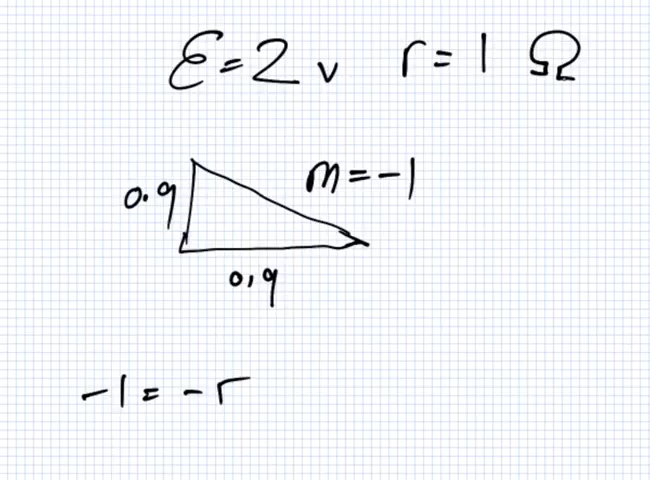 ℰ = 2 v r = 1 Ω
0.9 m = -1
0,9
-1 = -r